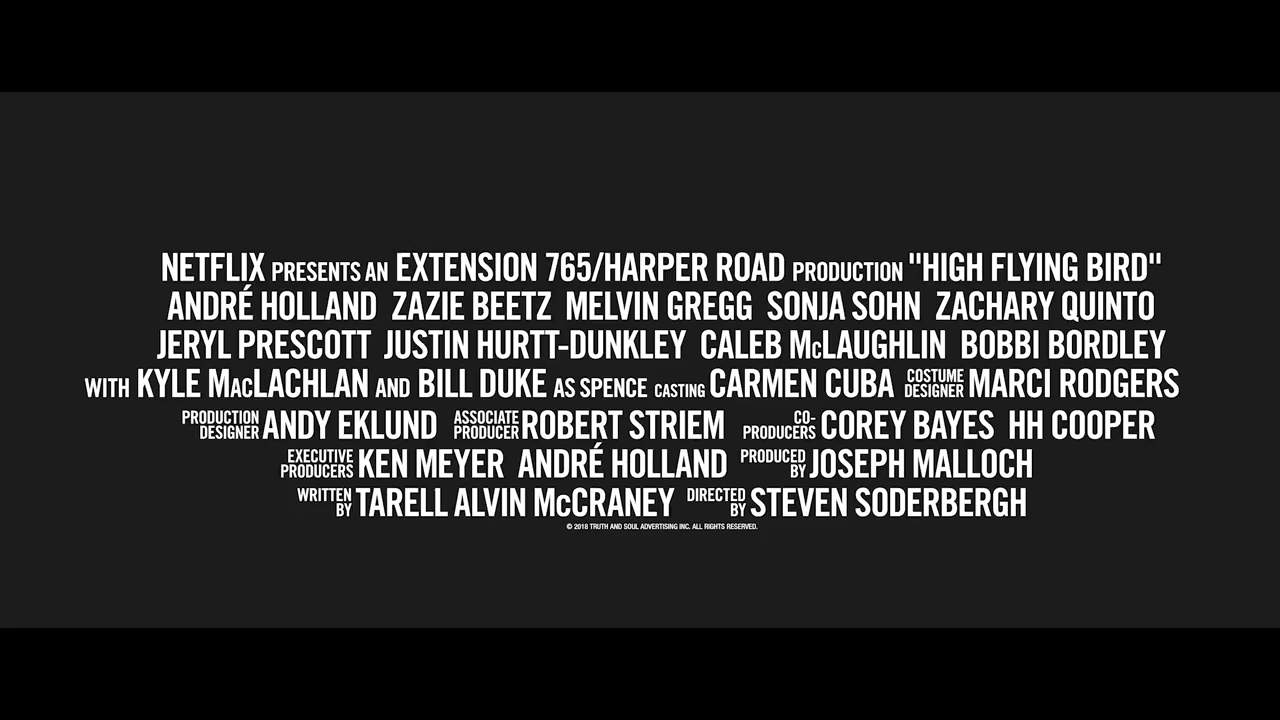 NETFLIX PRESENTS AN EXTENSION 765/HARPER ROAD PRODUCTION "HIGH FLYING BIRD"
ANDRÉ HOLLAND ZAZIE BEETZ MELVIN GREGG SONJA SOHN ZACHARY QUINTO
JERYL PRESCOTT JUSTIN HURTT-DUNKLEY CALEB McLAUGHLIN BOBBI BORDLEY
WITH KYLE MACLACHLAN AND BILL DUKE AS SPENCE CASTING CARMEN CUBA COSTUME DESIGNER MARCI RODGERS
PRODUCTION DESIGNER ANDY EKLUND ASSOCIATE PRODUCER ROBERT STRIEM CO-PRODUCERS COREY BAYES HH COOPER
EXECUTIVE PRODUCERS KEN MEYER ANDRÉ HOLLAND PRODUCED BY JOSEPH MALLOCH
WRITTEN BY TARELL ALVIN McCRANEY DIRECTED BY STEVEN SODERBERGH
© 2018 TRUTH AND SOUL ADVERTISING INC. ALL RIGHTS RESERVED.